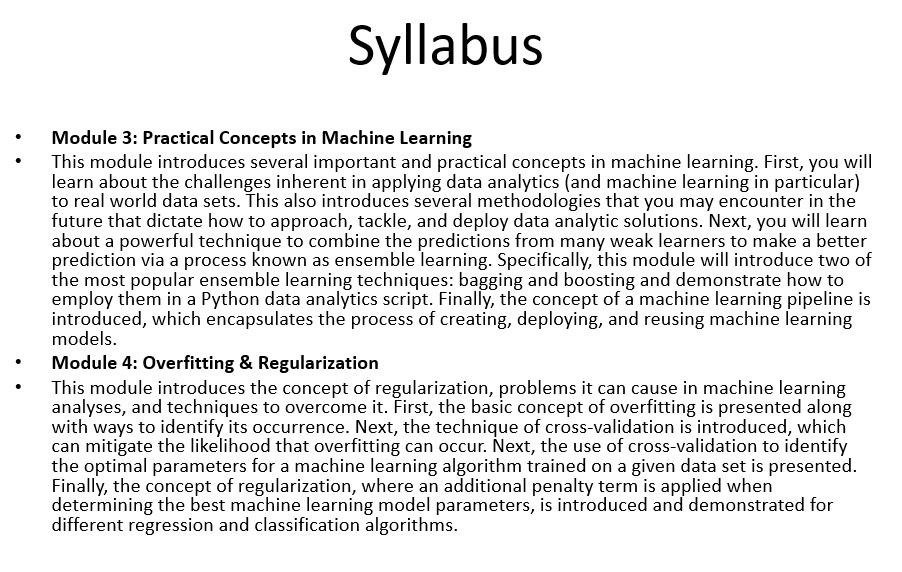 Syllabus
• Module 3: Practical Concepts in Machine Learning
• This module introduces several important and practical concepts in machine learning. First, you will
learn about the challenges inherent in applying data analytics (and machine learning in particular)
to real world data sets. This also introduces several methodologies that you may encounter in the
future that dictate how to approach, tackle, and deploy data analytic solutions. Next, you will learn
about a powerful technique to combine the predictions from many weak learners to make a better
prediction via a process known as ensemble learning. Specifically, this module will introduce two of
the most popular ensemble learning techniques: bagging and boosting and demonstrate how to
employ them in a Python data analytics script. Finally, the concept of a machine learning pipeline is
introduced, which encapsulates the process of creating, deploying, and reusing machine learning
models.
• Module 4: Overfitting & Regularization
• This module introduces the concept of regularization, problems it can cause in machine learning
analyses, and techniques to overcome it. First, the basic concept of overfitting is presented along
with ways to identify its occurrence. Next, the technique of cross-validation is introduced, which
can mitigate the likelihood that overfitting can occur. Next, the use of cross-validation to identify
the optimal parameters for a machine learning algorithm trained on a given data set is presented.
Finally, the concept of regularization, where an additional penalty term is applied when
determining the best machine learning model parameters, is introduced and demonstrated for
different regression and classification algorithms.